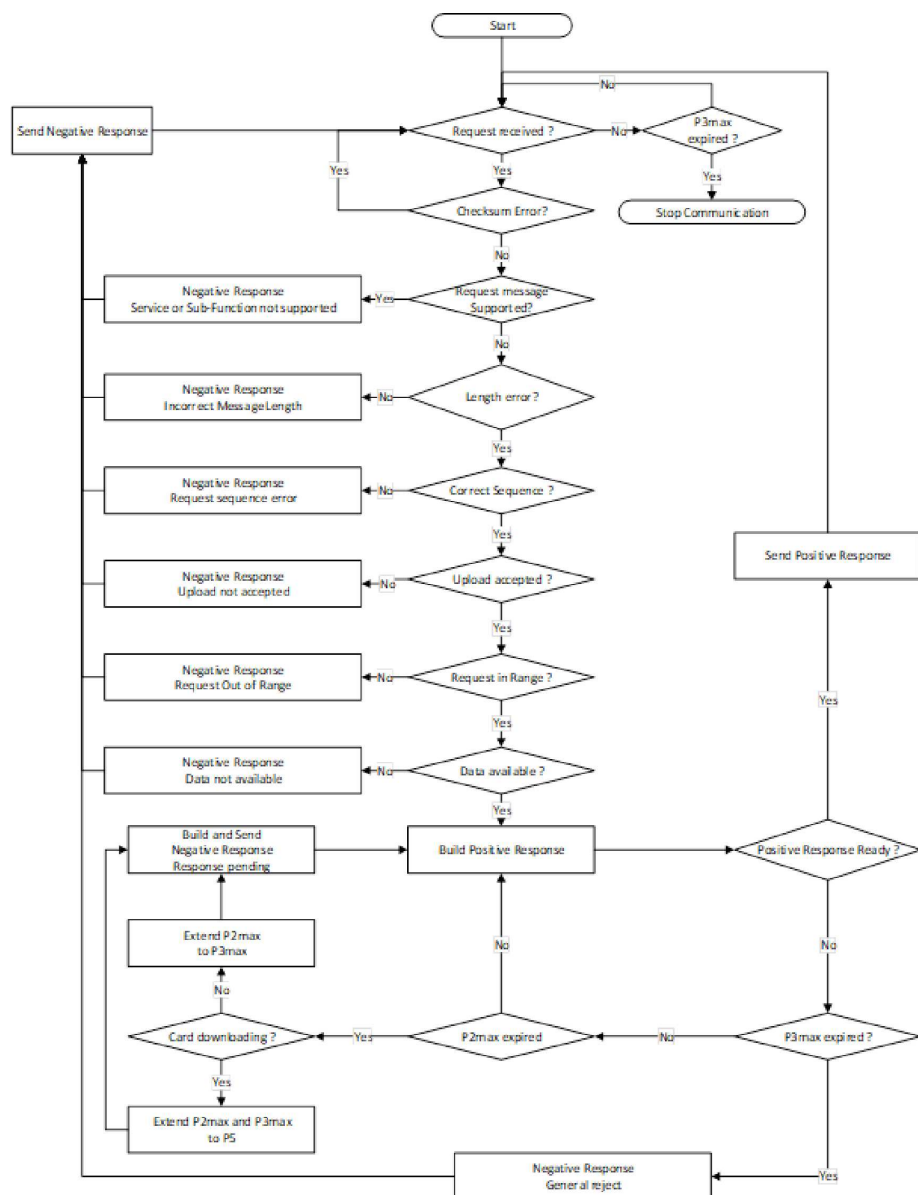 Start
No
Send Negative Response
Request received ?
No
P3max
expired ?
Yes
Yes
Yes
Checksum Error?
Stop Communication
No
Negative Response
Service or Sub-Function not supported
Yes
Request message
Supported?
No
Negative Response
Incorrect Message Length
No
Length error ?
Yes
Negative Response
Request sequence error
No
Correct Sequence ?
Yes
Send Positive Response
Negative Response
Upload not accepted
No
Upload accepted ?
Yes
Negative Response
Request Out of Range
No
Request in Range ?
Yes
Yes
Negative Response
Data not available
No
Data available ?
Yes
Build and Send
Negative Response
Response pending
Build Positive Response
Positive Response Ready ?
Extend P2max
to P3max
No
No
No
Card downloading ?
Yes
P2max expired
No
P3max expired ?
Yes
Extend P2max and P3max
to P5
Negative Response
General reject
Yes